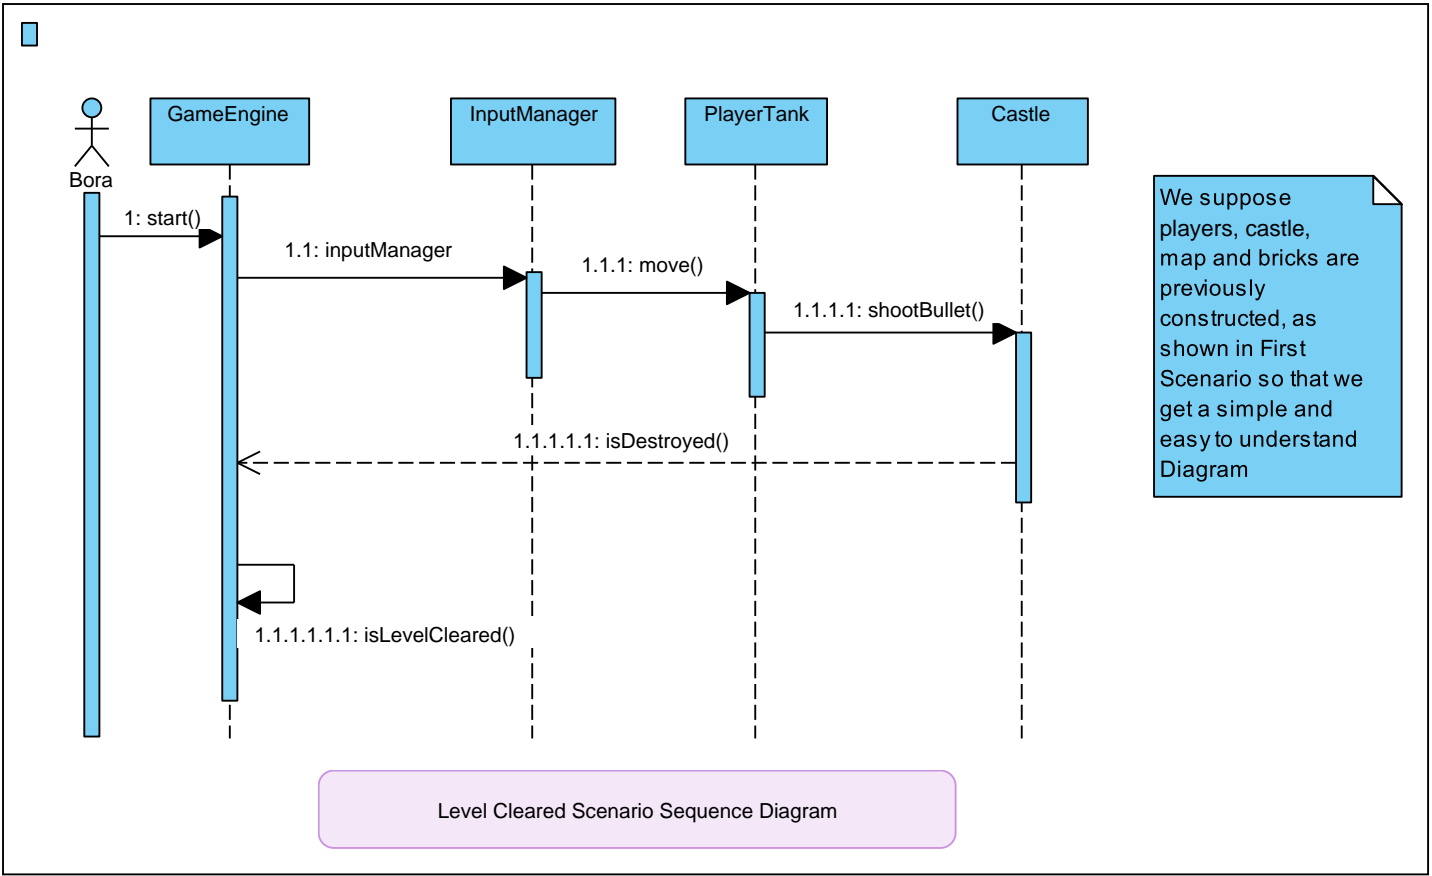 GameEngine
InputManager
PlayerTank
Castle
Bora
1: start()
1.1: inputManager
1.1.1: move()
1.1.1.1: shootBullet()
1.1.1.1.1: isDestroyed()
1.1.1.1.1.1: isLevelCleared()
We suppose
players, castle,
map and bricks are
previously
constructed, as
shown in First
Scenario so that we
get a simple and
easy to understand
Diagram
Level Cleared Scenario Sequence Diagram